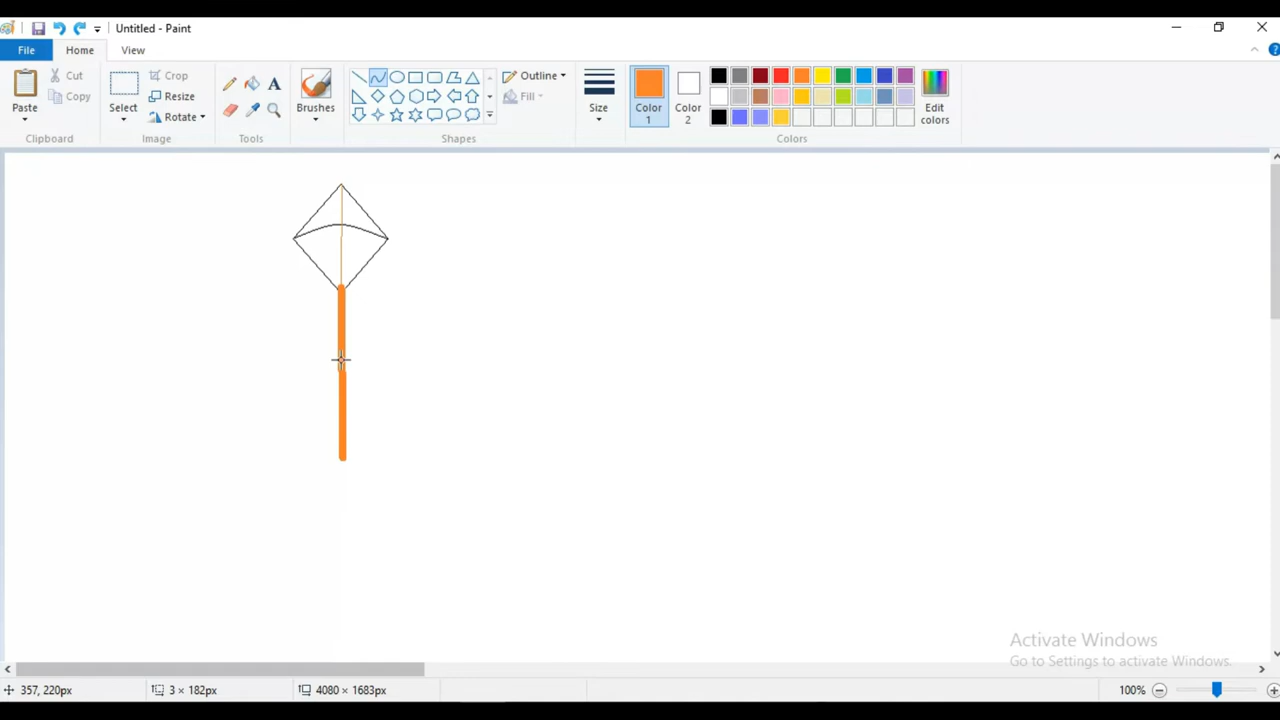 Untitled - Paint
File
Home
View
Paste
Cut
Copy
Clipboard
Select
Crop
Resize
Rotate
Image
Tools
Brushes
Outline
Fill
Shapes
Size
Color
1
Color
2
Edit
colors
Colors
Activate Windows
Go to Settings to activate Windows.
357, 220px
3 × 182px
4080 × 1683px
100%